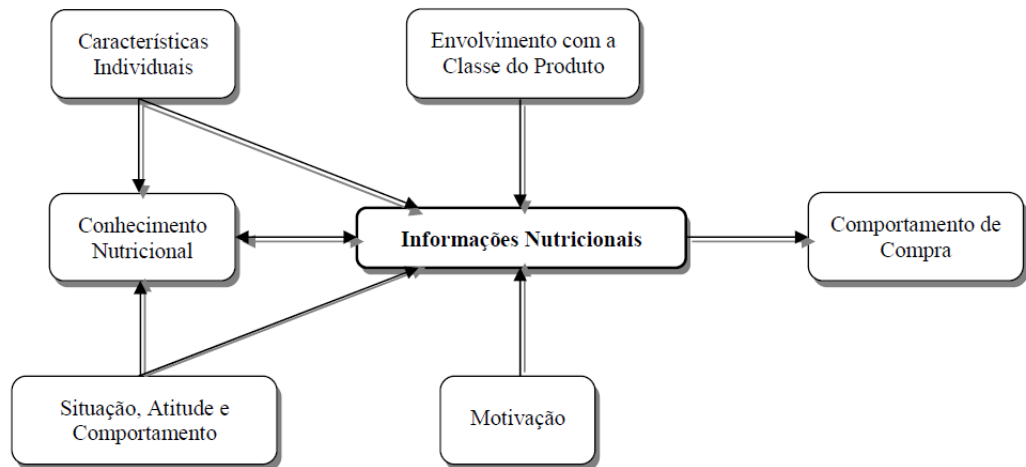 Características
Individuais
Envolvimento com a
Classe do Produto
Conhecimento
Nutricional
Informações Nutricionais
Comportamento de
Compra
Situação, Atitude e
Comportamento
Motivação